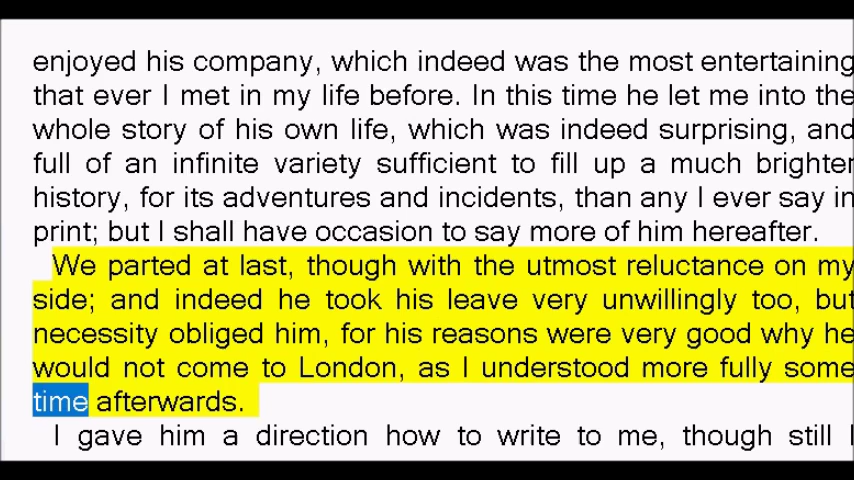 enjoyed his company, which indeed was the most entertaining
that ever I met in my life before. In this time he let me into the
whole story of his own life, which was indeed surprising, and
full of an infinite variety sufficient to fill up a much brighter
history, for its adventures and incidents, than any I ever say in
print; but I shall have occasion to say more of him hereafter.
We parted at last, though with the utmost reluctance on my
side; and indeed he took his leave very unwillingly too, but
necessity obliged him, for his reasons were very good why he
would not come to London, as I understood more fully some
time afterwards.
I gave him a direction how to write to me, though still I